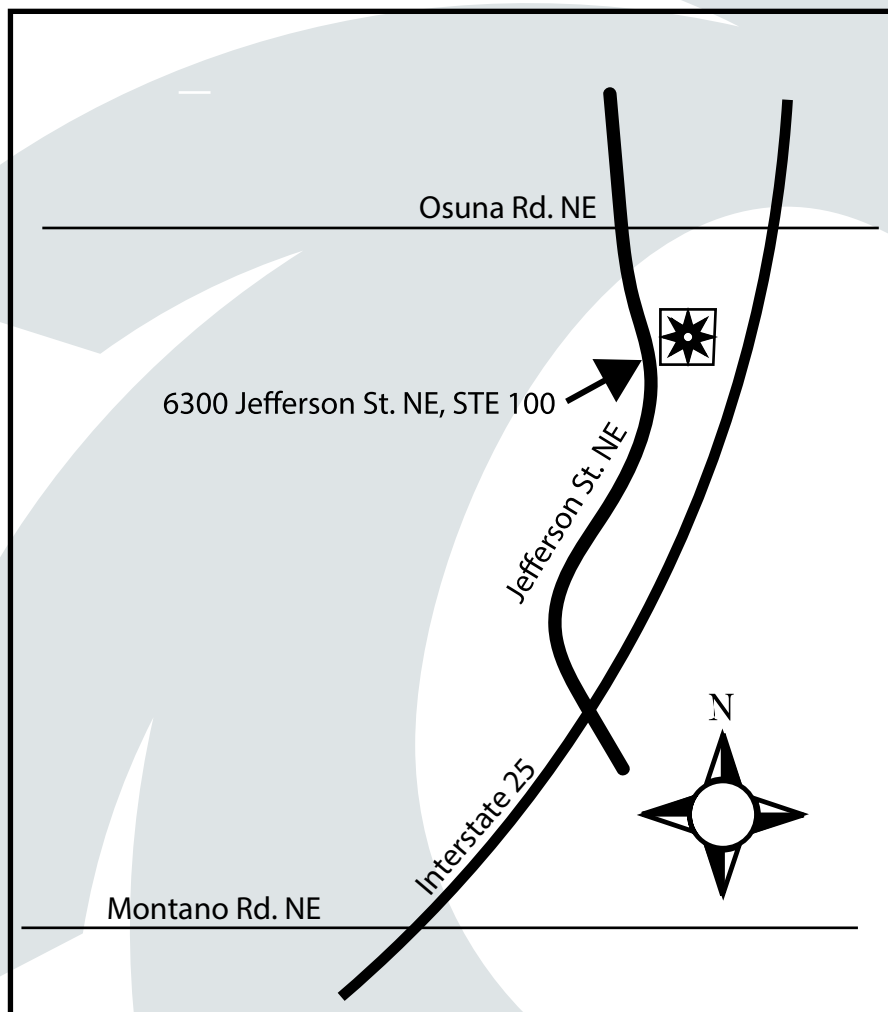 Osuna Rd. NE
6300 Jefferson St. NE, STE 100
Jefferson St. NE
N
Interstate 25
Montano Rd. NE